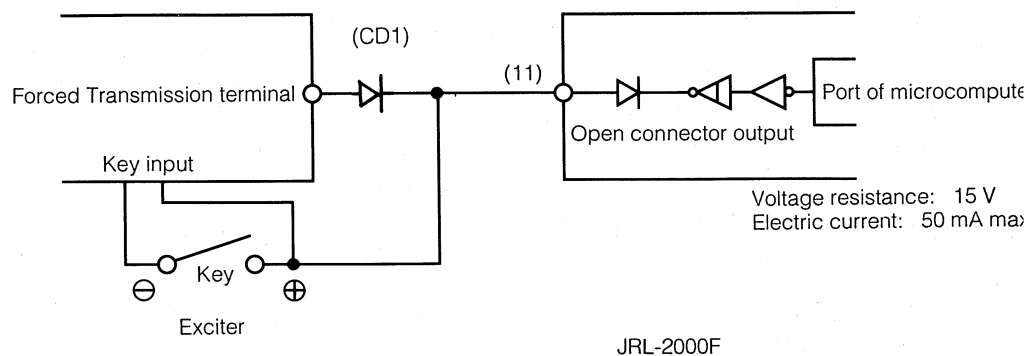 (CD1)
(11)
Forced Transmission terminal
Port of microcompute
Open connector output
Key input
Voltage resistance: 15 V
Electric current: 50 mA max
Key
⊖ ⊕
Exciter
JRL-2000F